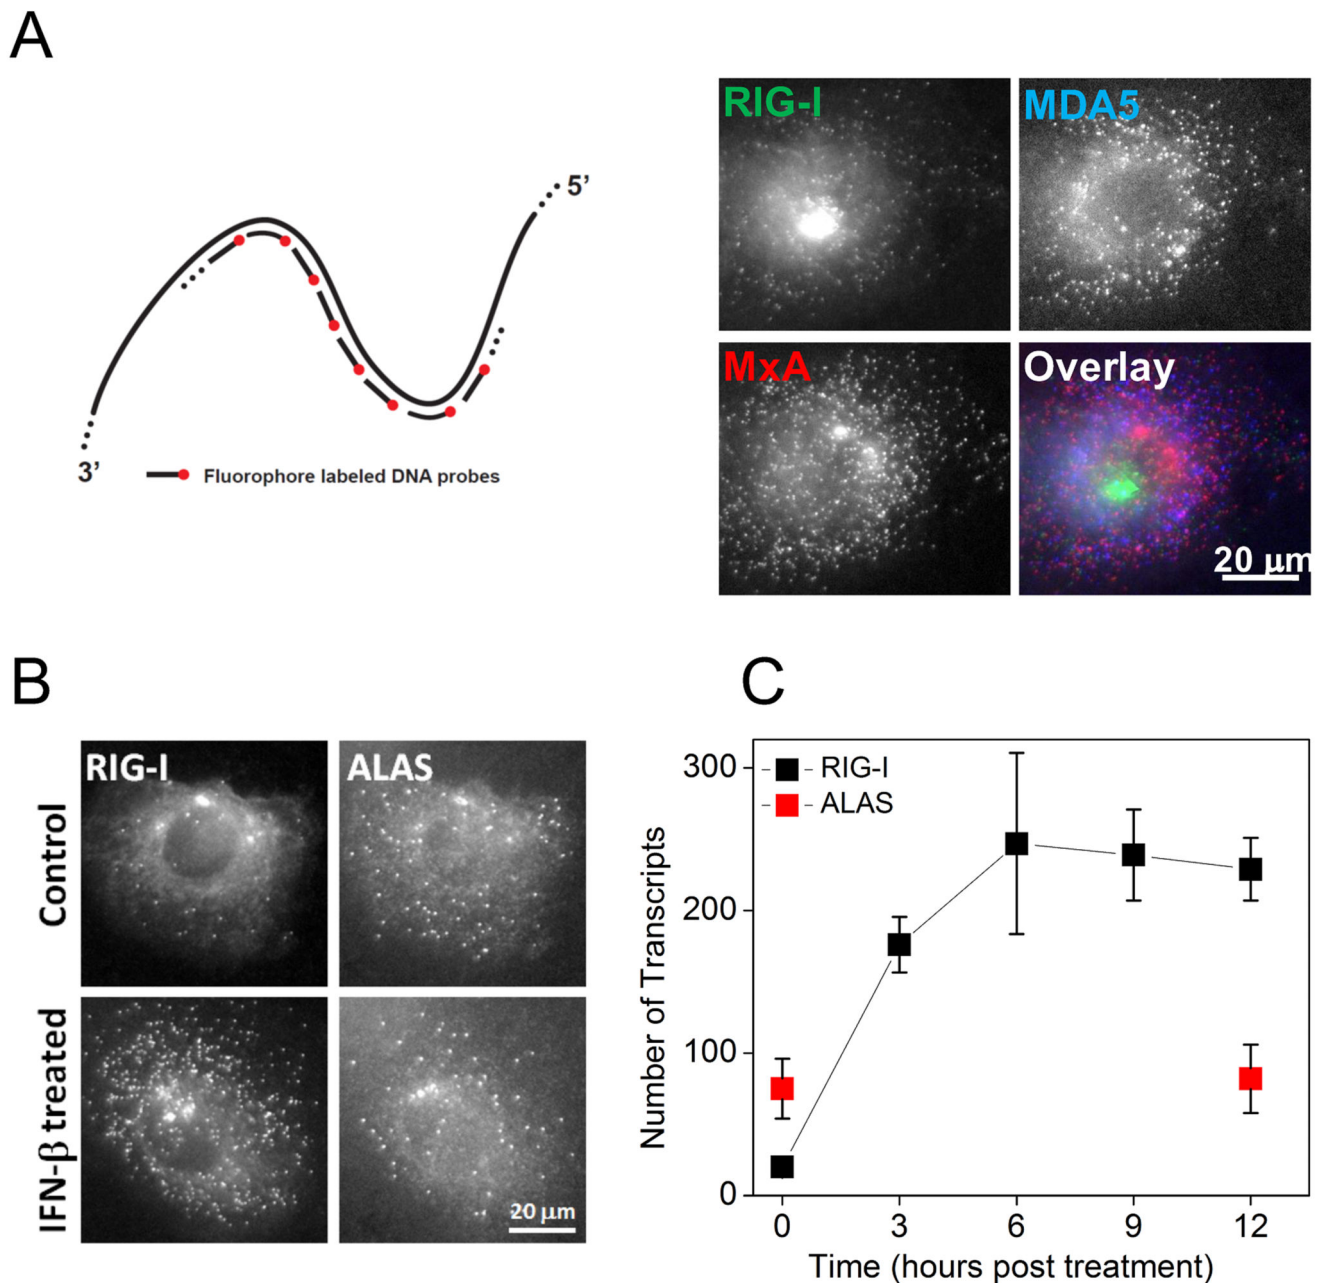 A
5’
3’
Fluorophore labeled DNA probes
RIG-I
MDA5
MxA
Overlay
20 μm
B
RIG-I
ALAS
Control
IFN-β treated
20 μm
C
RIG-I
ALAS
Number of Transcripts
300
200
100
0
0 3 6 9 12
Time (hours post treatment)